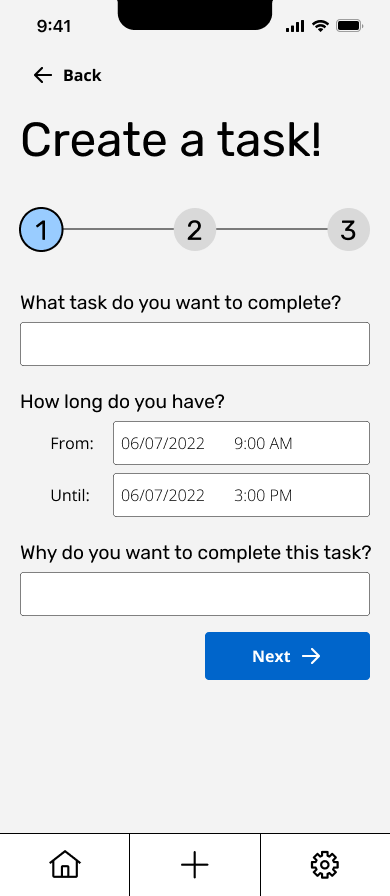 9:41
Back
Create a task!
1 2 3
What task do you want to complete?
How long do you have?
From: 06/07/2022 9:00 AM
Until: 06/07/2022 3:00 PM
Why do you want to complete this task?
Next